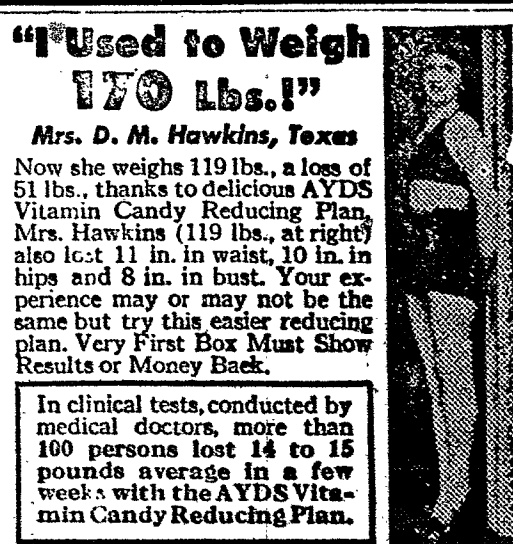 “I Used to Weigh
170 Lbs.!”
Mrs. D. M. Hawkins, Texas
Now she weighs 119 lbs., a loss of
51 lbs., thanks to delicious AYDS
Vitamin Candy Reducing Plan,
Mrs. Hawkins (119 lbs., at right)
also lost 11 in. in waist, 10 in. in
hips and 8 in. in bust. Your ex-
perience may or may not be the
same but try this easier reducing
plan. Very First Box Must Show
Results or Money Back.
In clinical tests, conducted by
medical doctors, more than
100 persons lost 14 to 15
pounds average in a few
weeks with the AYDS Vita-
min Candy Reducing Plan.